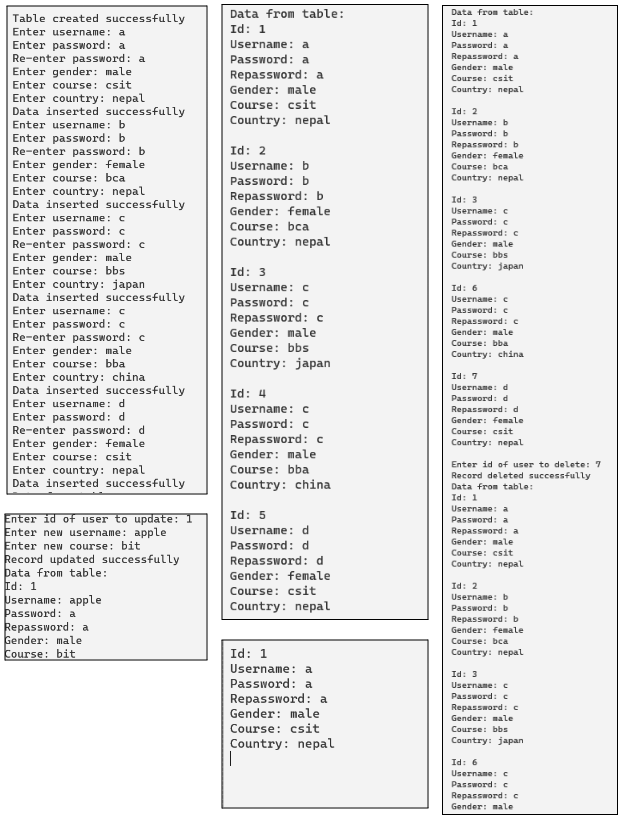 Table created successfully
Enter username: a
Enter password: a
Re-enter password: a
Enter gender: male
Enter course: csit
Enter country: nepal
Data inserted successfully
Enter username: b
Enter password: b
Re-enter password: b
Enter gender: female
Enter course: bca
Enter country: nepal
Data inserted successfully
Enter username: c
Enter password: c
Re-enter password: c
Enter gender: male
Enter course: bbs
Enter country: japan
Data inserted successfully
Enter username: c
Enter password: c
Re-enter password: c
Enter gender: male
Enter course: bba
Enter country: china
Data inserted successfully
Enter username: d
Enter password: d
Re-enter password: d
Enter gender: female
Enter course: csit
Enter country: nepal
Data inserted successfully
Enter id of user to update: 1
Enter new username: apple
Enter new course: bit
Record updated successfully
Data from table:
Id: 1
Username: apple
Password: a
Repassword: a
Gender: male
Course: bit
Data from table:
Id: 1
Username: a
Password: a
Repassword: a
Gender: male
Course: csit
Country: nepal
Id: 2
Username: b
Password: b
Repassword: b
Gender: female
Course: bca
Country: nepal
Id: 3
Username: c
Password: c
Repassword: c
Gender: male
Course: bbs
Country: japan
Id: 4
Username: c
Password: c
Repassword: c
Gender: male
Course: bba
Country: china
Id: 5
Username: d
Password: d
Repassword: d
Gender: female
Course: csit
Country: nepal
Id: 1
Username: a
Password: a
Repassword: a
Gender: male
Course: csit
Country: nepal
Data from table:
Id: 1
Username: a
Password: a
Repassword: a
Gender: male
Course: csit
Country: nepal
Id: 2
Username: b
Password: b
Repassword: b
Gender: female
Course: bca
Country: nepal
Id: 3
Username: c
Password: c
Repassword: c
Gender: male
Course: bbs
Country: japan
Id: 6
Username: c
Password: c
Repassword: c
Gender: male
Course: bba
Country: china
Id: 7
Username: d
Password: d
Repassword: d
Gender: female
Course: csit
Country: nepal
Enter id of user to delete: 7
Record deleted successfully
Data from table:
Id: 1
Username: a
Password: a
Repassword: a
Gender: male
Course: csit
Country: nepal
Id: 2
Username: b
Password: b
Repassword: b
Gender: female
Course: bca
Country: nepal
Id: 3
Username: c
Password: c
Repassword: c
Gender: male
Course: bbs
Country: japan
Id: 6
Username: c
Password: c
Repassword: c
Gender: male